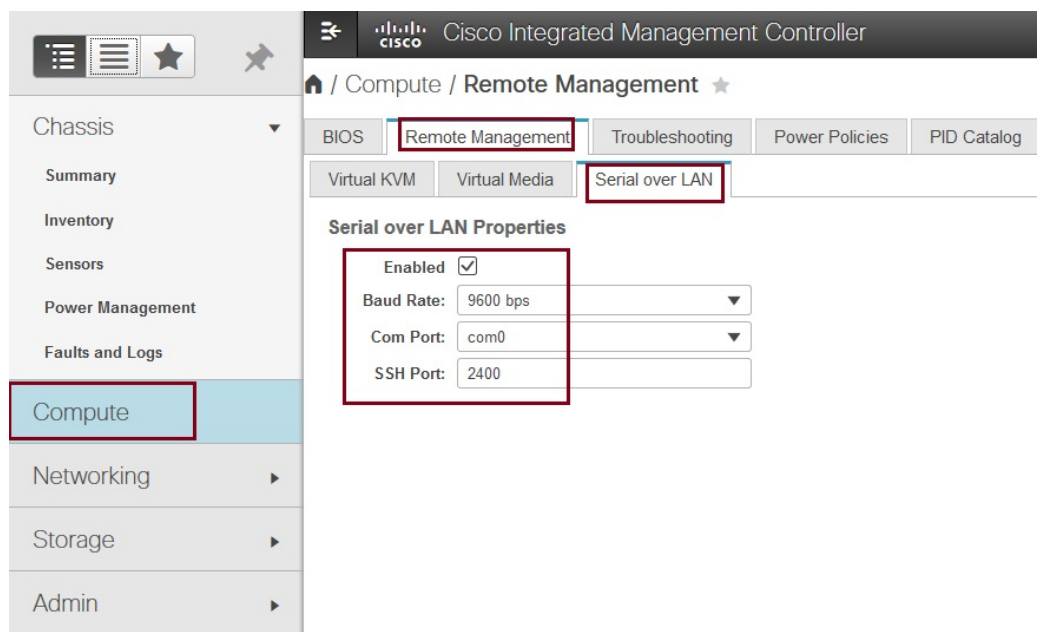 cisco Cisco Integrated Management Controller
/ Compute / Remote Management
Chassis
Summary
Inventory
Sensors
Power Management
Faults and Logs
Compute
Networking
Storage
Admin
BIOS Remote Management Troubleshooting Power Policies PID Catalog
Virtual KVM Virtual Media Serial over LAN
Serial over LAN Properties
Enabled
Baud Rate: 9600 bps
Com Port: com0
SSH Port: 2400